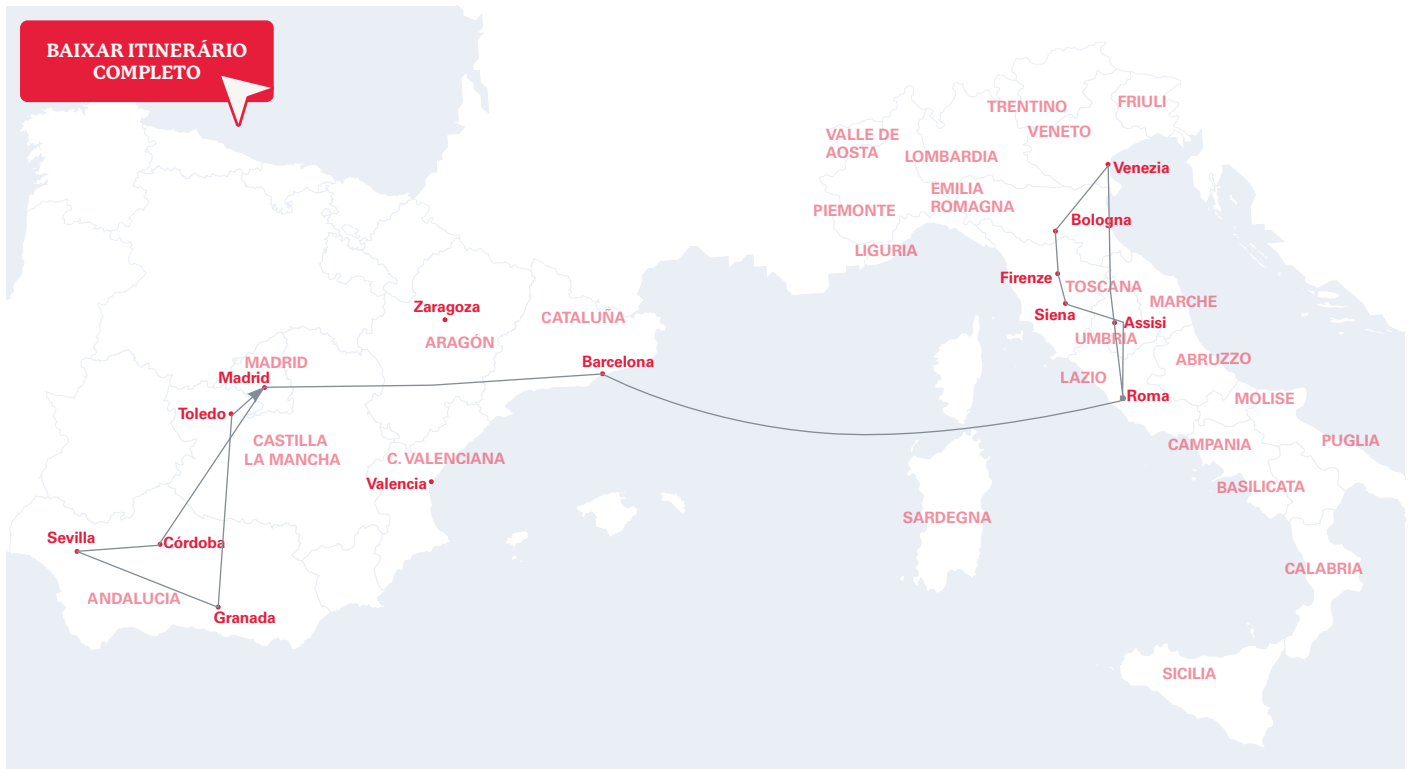 BAIXAR ITINERÁRIO
COMPLETO
TRENTINO
FRIULI
VALLE DE
AOSTA
VENETO
LOMBARDIA
Venezia
EMILIA
ROMAGNA
PIEMONTE
Bologna
LIGURIA
Firenze
TOSCANA
MARCHE
Zaragoza
CATALUÑA
Siena
Assisi
ARAGÓN
UMBRIA
MADRID
Barcelona
ABRUZZO
Madrid
LAZIO
Roma
MOLISE
Toledo
CASTILLA
LA MANCHA
C. VALENCIANA
CAMPANIA
PUGLIA
Valencia
BASILICATA
SARDEGNA
Sevilla
Córdoba
CALABRIA
ANDALUCIA
Granada
SICILIA